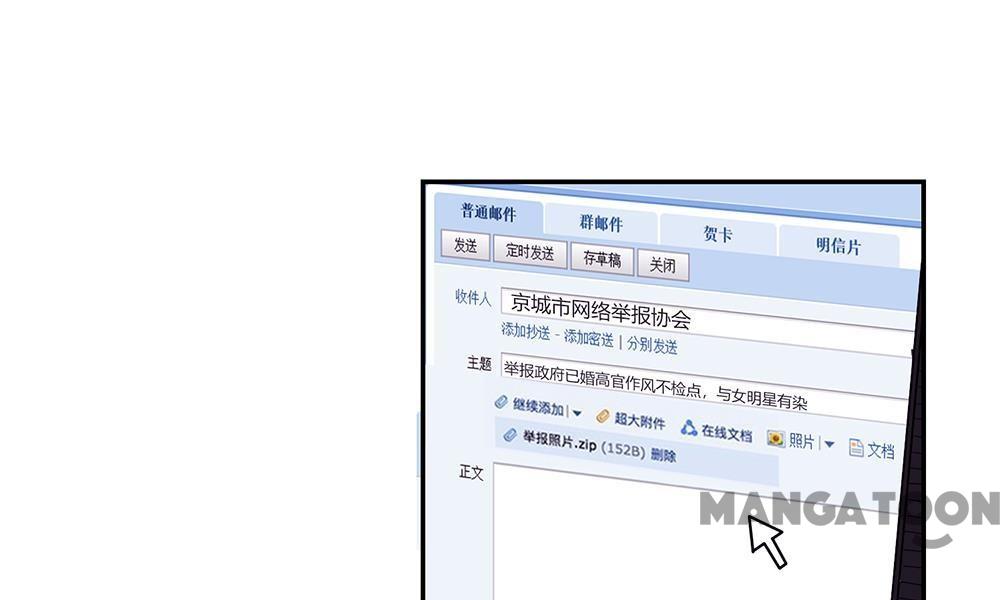 普通邮件 群邮件 贺卡 明信片
发送 定时发送 存草稿 关闭
收件人 京城市网络举报协会
添加抄送 - 添加密送 | 分别发送
主题 举报政府已婚高官作风不检点，与女明星有染
继续添加 | 超大附件 在线文档 照片 | 文档
举报照片.zip (152B) 删除
正文
MANGATOON